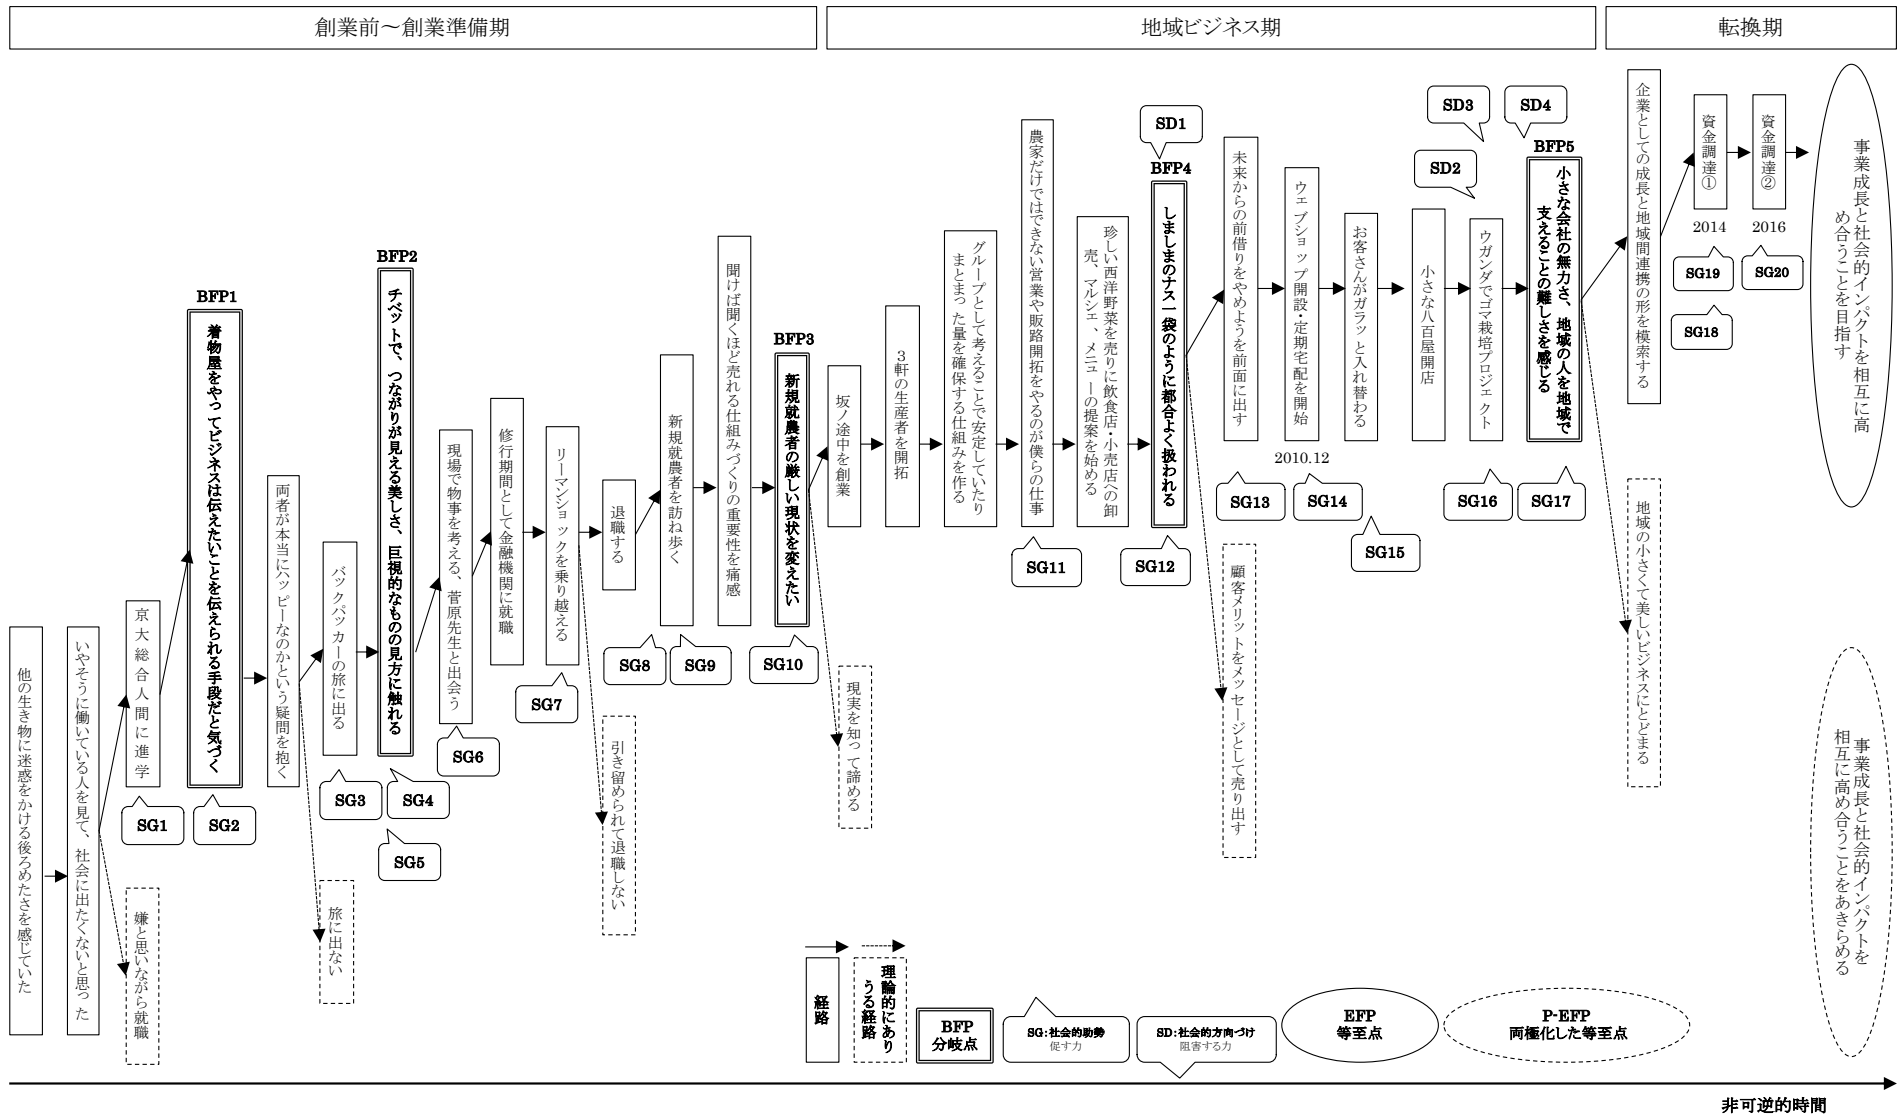 創業前～創業準備期
地域ビジネス期
転換期
他の生き物に迷惑をかける後ろめたさを感じていた
いやそうに働いている人を見て、社会に出たくないと思った
京大総合人間に進学
SG1
嫌と思いながら就職
BFP1
着物屋をやってビジネスは伝えたいことを伝えられる手段だと気づく
SG2
両者が本当にハッピーなのかという疑問を抱く
バックパッカーの旅に出る
SG3
旅に出ない
BFP2
チベットで、つながりが見える美しさ、巨視的なものの見方に触れる
SG4
SG5
現場で物事を考える、菅原先生と出会う
SG6
修行期間として金融機関に就職
リーマンショックを乗り越える
SG7
退職する
引き留められて退職しない
新規就農者を訪ね歩く
SG8
SG9
聞けば聞くほど売れる仕組みづくりの重要性を痛感
BFP3
新規就農者の厳しい現状を変えたい
SG10
坂ノ途中を創業
現実を知って諦める
3軒の生産者を開拓
グループとして考えることで安定していたり
まとまった量を確保する仕組みを作る
農家だけではできない営業や販路開拓をやるのが僕らの仕事
SG11
珍しい西洋野菜を売りに飲食店・小売店への卸
売、マルシェ、メニューの提案を始める
SD1
BFP4
しましまのナス一袋のように都合よく扱われる
SG12
未来からの前借りをやめようを前面に出す
SG13
顧客メリットをメッセージとして売り出す
ウェブショップ開設・定期宅配を開始
2010.12
SG14
お客さんがガラッと入れ替わる
SG15
小さな八百屋開店
ウガンダでゴマ栽培プロジェクト
SG16
SD2
SD3
SD4
BFP5
小さな会社の無力さ、地域の人を地域で
支えることの難しさを感じる
SG17
企業としての成長と地域間連携の形を模索する
地域の小さくて美しいビジネスにとどまる
資金調達①
2014
SG19
SG18
資金調達②
2016
SG20
事業成長と社会的インパクトを相互に高
め合うことを目指す
事業成長と社会的インパクトを
相互に高め合うことをあきらめる
経路
理論的にあり
うる経路
BFP
分岐点
SG:社会的助勢
促す力
SD:社会的方向づけ
阻害する力
EFP
等至点
P-EFP
両極化した等至点
非可逆的時間